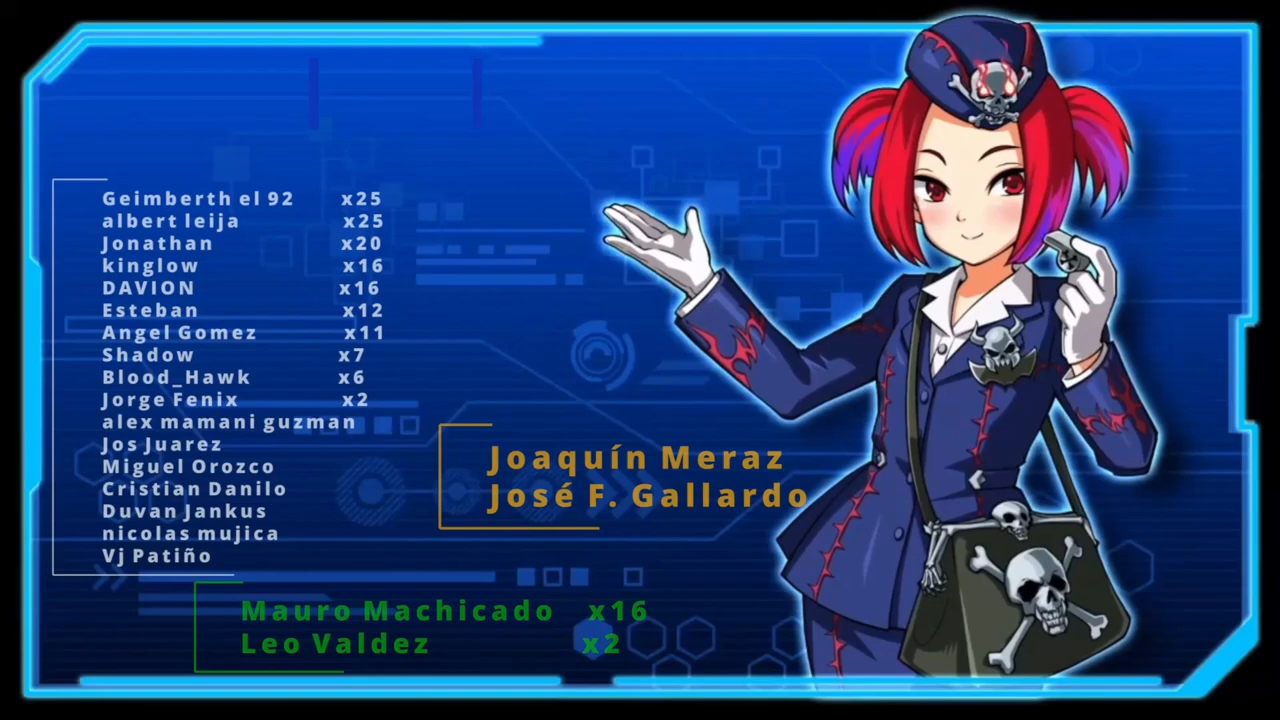 Geimberth el 92 x25
albert leija x25
Jonathan x20
kinglow x16
DAVION x16
Esteban x12
Angel Gomez x11
Shadow x7
Blood_Hawk x6
Jorge Fenix x2
alex mamani guzman
Jos Juarez
Miguel Orozco
Cristian Danilo
Duvan Jankus
nicolas mujica
Vj Patiño
Joaquín Meraz
José F. Gallardo
Mauro Machicado x16
Leo Valdez x2